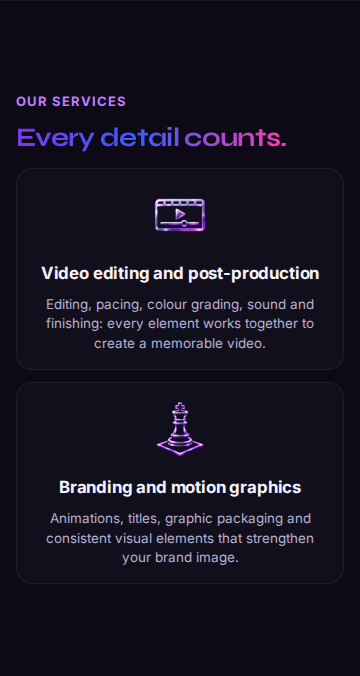 OUR SERVICES
Every detail counts.
Video editing and post-production
Editing, pacing, colour grading, sound and
finishing: every element works together to
create a memorable video.
Branding and motion graphics
Animations, titles, graphic packaging and
consistent visual elements that strengthen
your brand image.